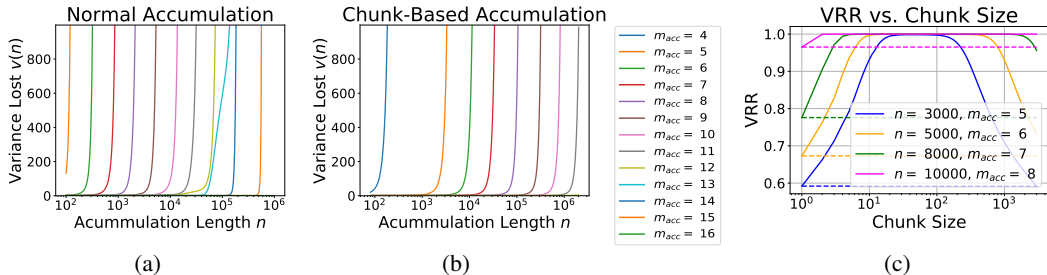 Normal Accumulation
Variance Lost v(n)
800
600
400
200
0
10² 10³ 10⁴ 10⁵ 10⁶
Acummulation Length n
(a)
Chunk-Based Accumulation
Variance Lost v(n)
800
600
400
200
0
10² 10³ 10⁴ 10⁵ 10⁶
Acummulation Length n
(b)
m_acc = 4
m_acc = 5
m_acc = 6
m_acc = 7
m_acc = 8
m_acc = 9
m_acc = 10
m_acc = 11
m_acc = 12
m_acc = 13
m_acc = 14
m_acc = 15
m_acc = 16
VRR vs. Chunk Size
VRR
1.0
0.9
0.8
0.7
0.6
n = 3000, m_acc = 5
n = 5000, m_acc = 6
n = 8000, m_acc = 7
n = 10000, m_acc = 8
10⁰ 10¹ 10² 10³
Chunk Size
(c)